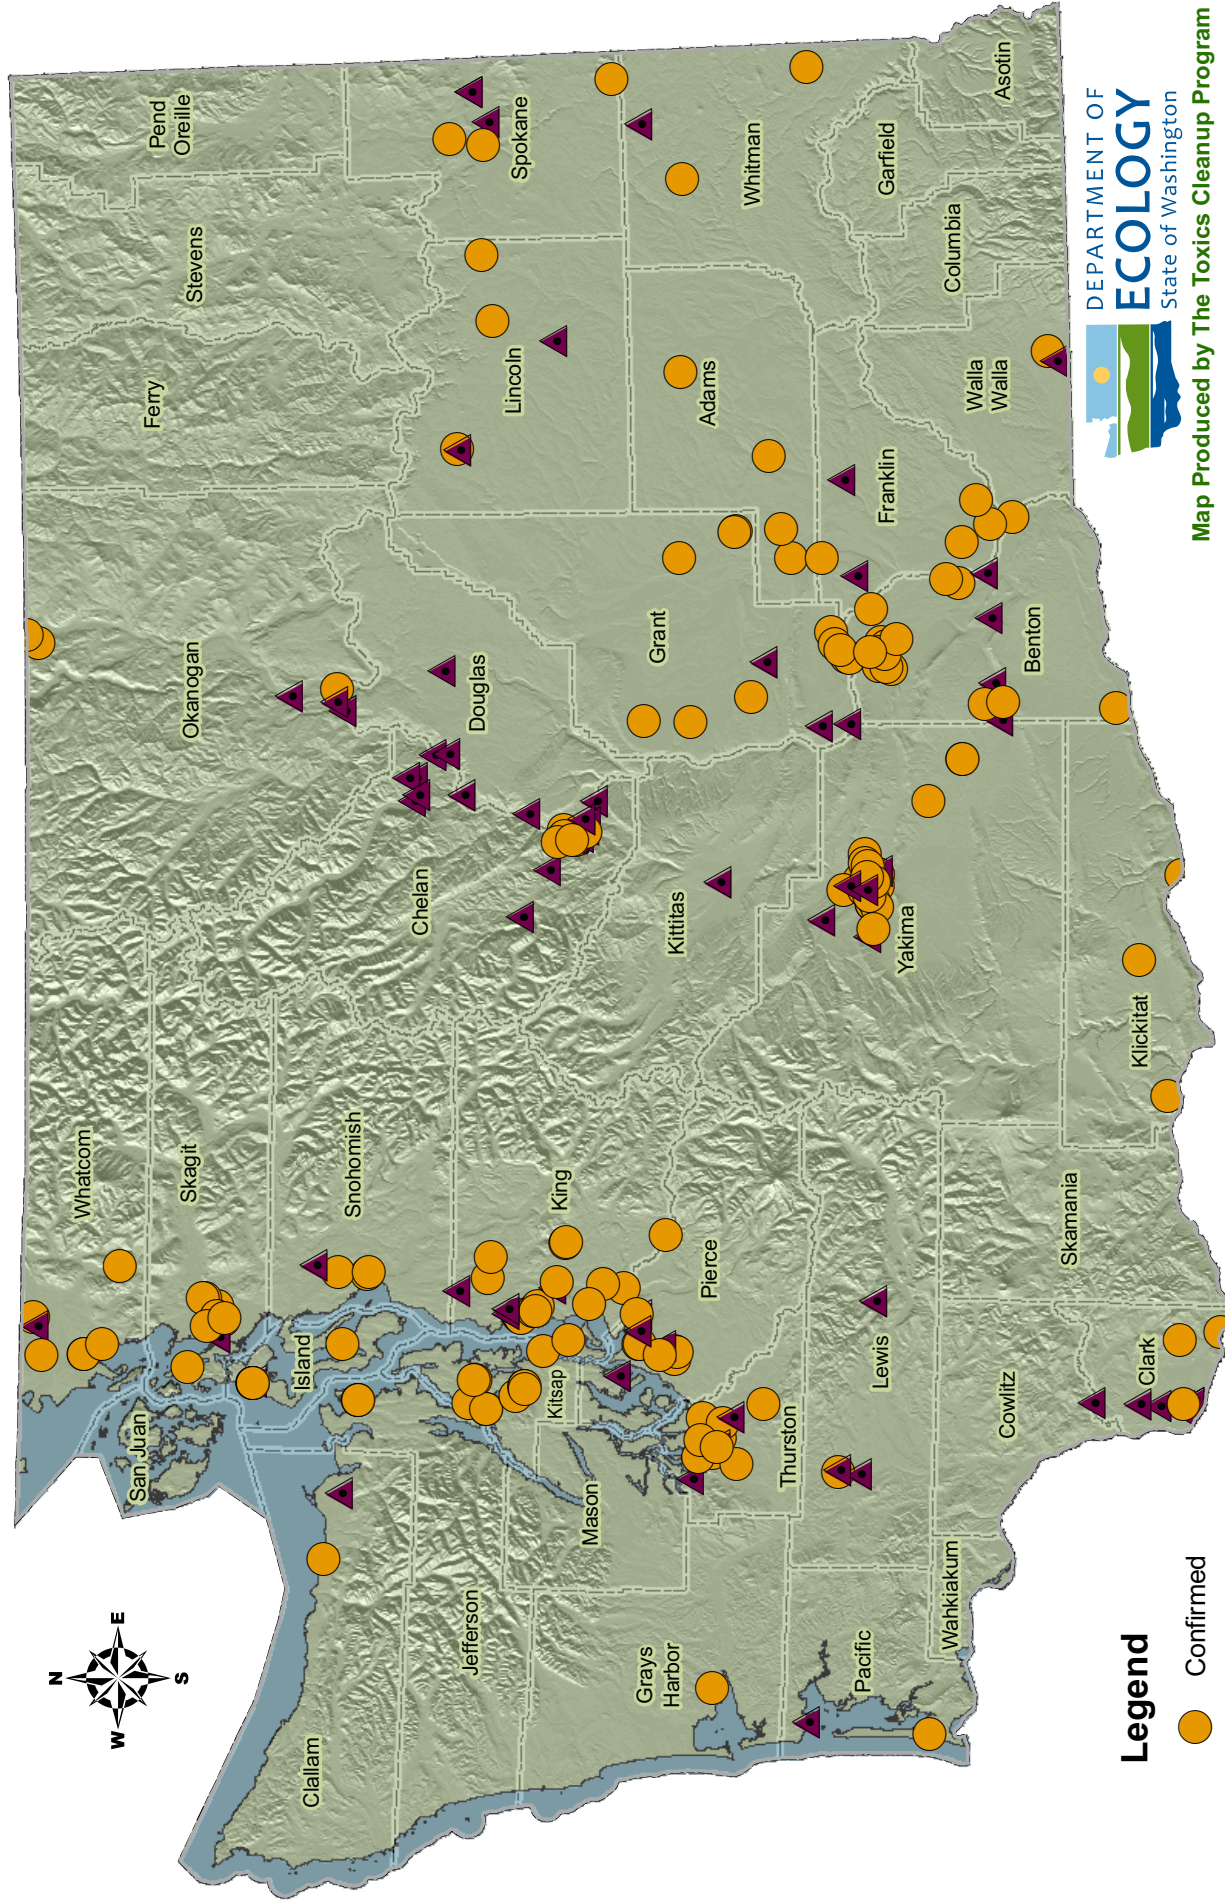 N
W
E
S
Whatcom
San Juan
Skagit
Okanogan
Ferry
Stevens
Pend
Oreille
Clallam
Island
Snohomish
Chelan
Douglas
Lincoln
Spokane
Jefferson
Kitsap
King
Grays
Harbor
Mason
Kittitas
Grant
Adams
Whitman
Pierce
Thurston
Pacific
Lewis
Yakima
Franklin
Garfield
Wahkiakum
Cowlitz
Skamania
Benton
Walla
Walla
Columbia
Asotin
Clark
Klickitat
Legend
Confirmed
DEPARTMENT OF
ECOLOGY
State of Washington
Map Produced by The Toxics Cleanup Program